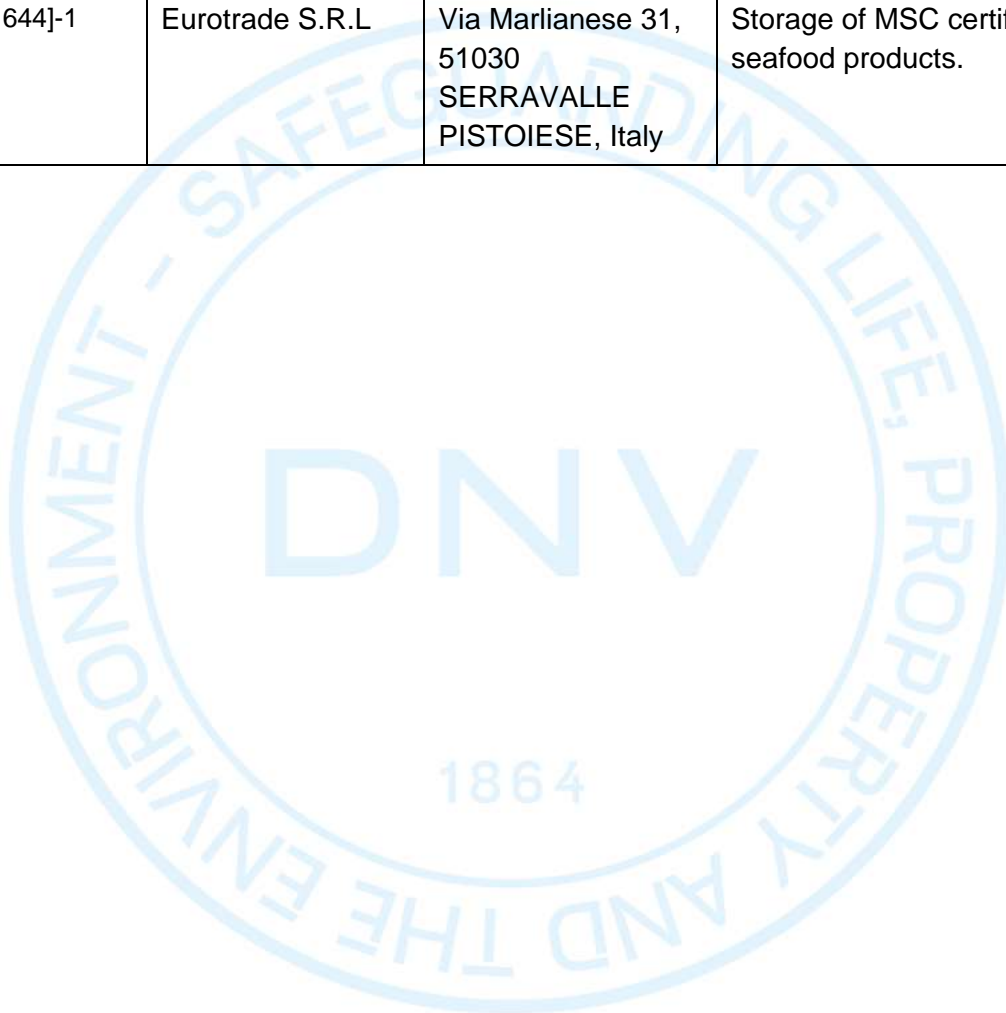 644]-1
Eurotrade S.R.L
Via Marlianese 31,
51030
SERRAVALLE
PISTOIESE, Italy
Storage of MSC
seafood products.
SAFEGUARDING LIFE, PROPERTY AND THE ENVIRONMENT -
DNV
1864